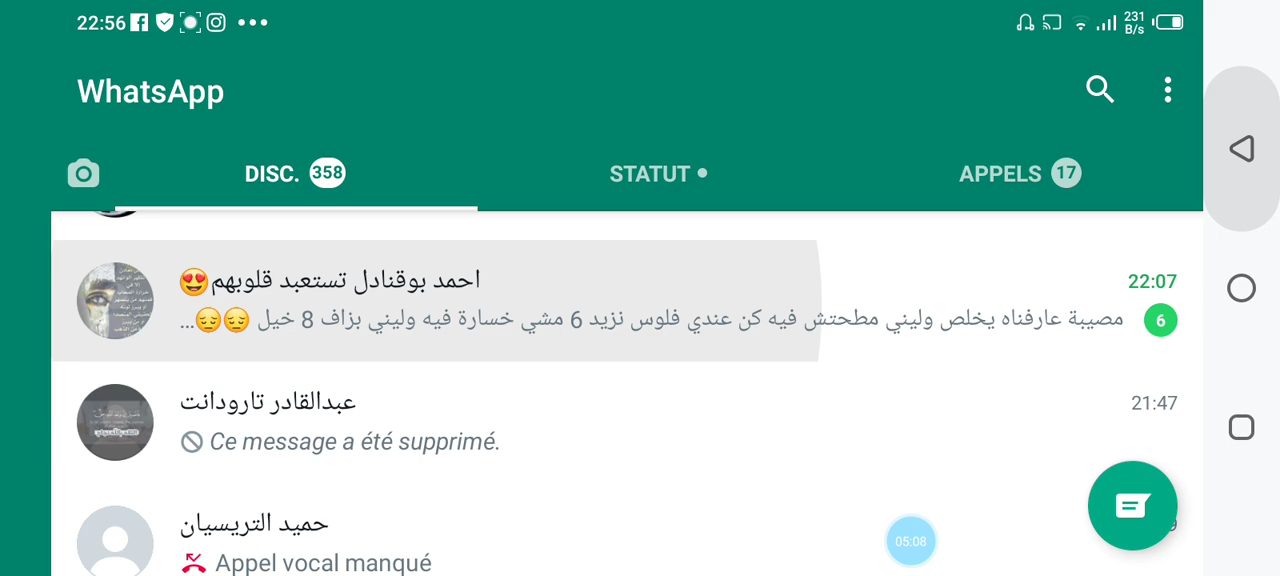 22:56
231 B/s
WhatsApp
DISC. 358
STATUT
APPELS 17
احمد بوقنادل تستعبد قلوبهم😍
22:07
مصيبة عارفناه يخلص وليني مطحتش فيه كن عندي فلوس نزيد 6 مشي خسارة فيه وليني بزاف 8 خيل 😔😔...
6
عبدالقادر تارودانت
21:47
Ce message a été supprimé.
حميد التريسيان
Appel vocal manqué
05:08